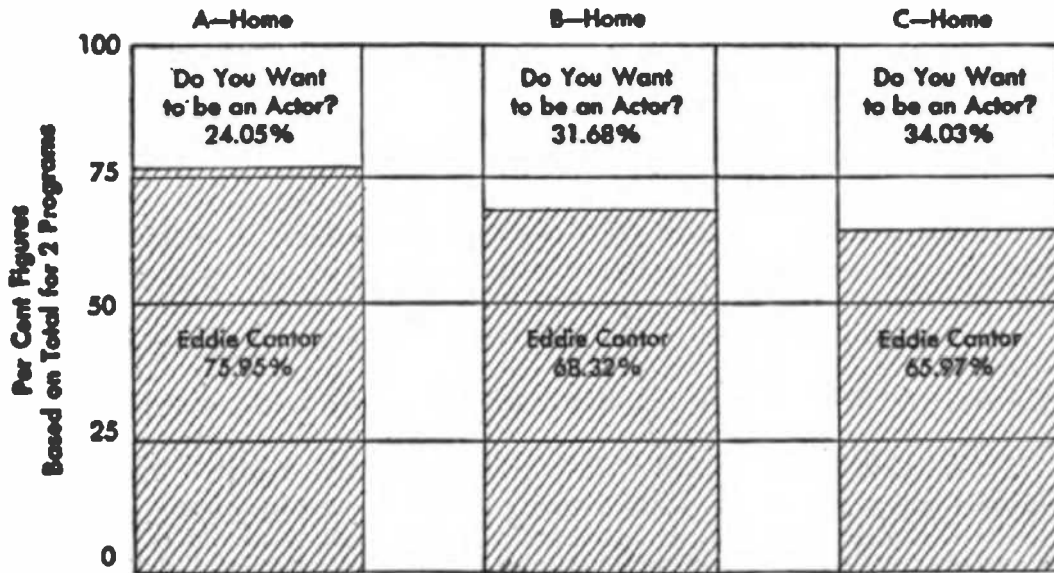 A—Home
B—Home
C—Home
100
75
50
25
0
Per Cent Figures
Based on Total for 2 Programs
Do You Want
to be an Actor?
24.05%
Eddie Cantor
75.95%
Do You Want
to be an Actor?
31.68%
Eddie Cantor
68.32%
Do You Want
to be an Actor?
34.03%
Eddie Cantor
65.97%